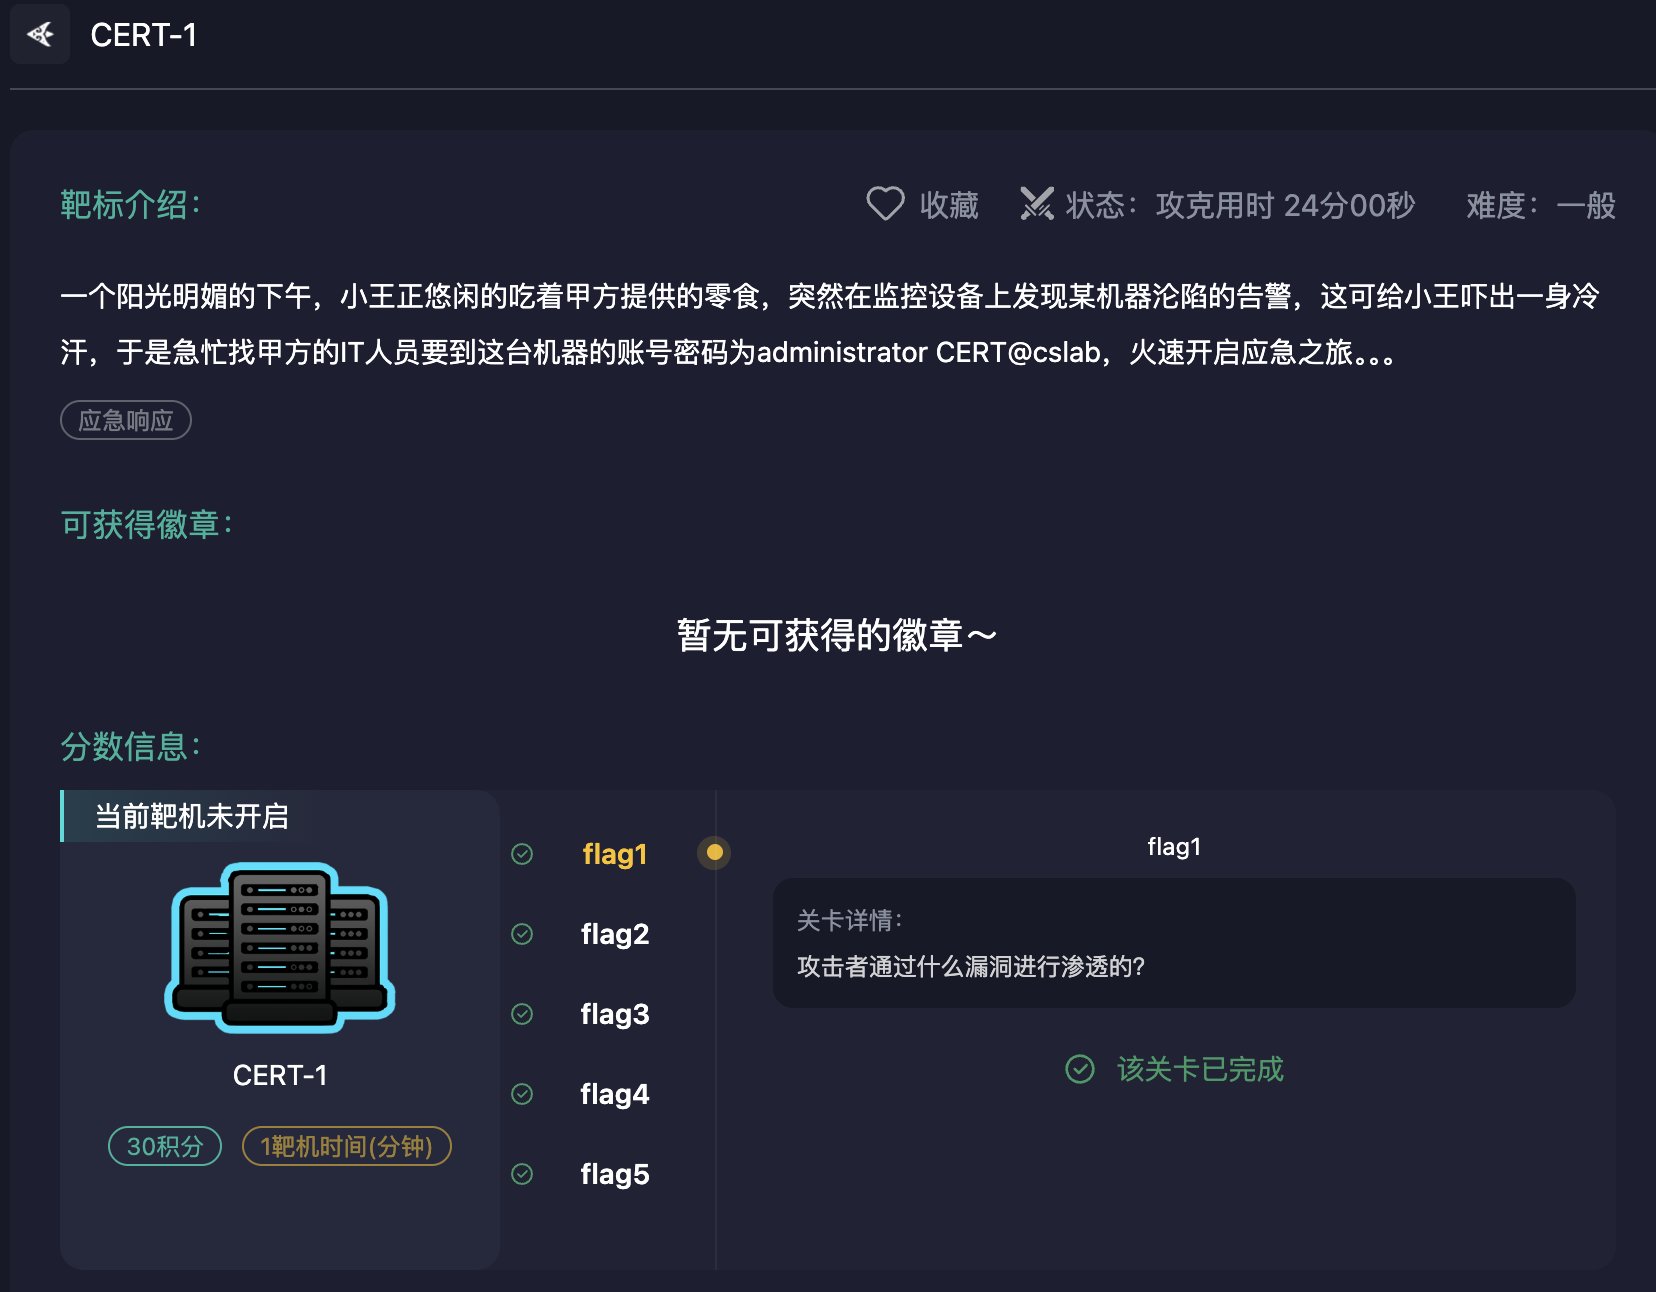 CERT-1
靶标介绍：
收藏
状态：攻克用时 24分00秒
难度：一般
一个阳光明媚的下午，小王正悠闲的吃着甲方提供的零食，突然在监控设备上发现某机器沦陷的告警，这可给小王吓出一身冷
汗，于是急忙找甲方的IT人员要到这台机器的账号密码为administrator CERT@cslab，火速开启应急之旅。。。
应急响应
可获得徽章：
暂无可获得的徽章～
分数信息：
当前靶机未开启
CERT-1
30积分
1靶机时间(分钟)
flag1
flag2
flag3
flag4
flag5
flag1
关卡详情：
攻击者通过什么漏洞进行渗透的?
该关卡已完成